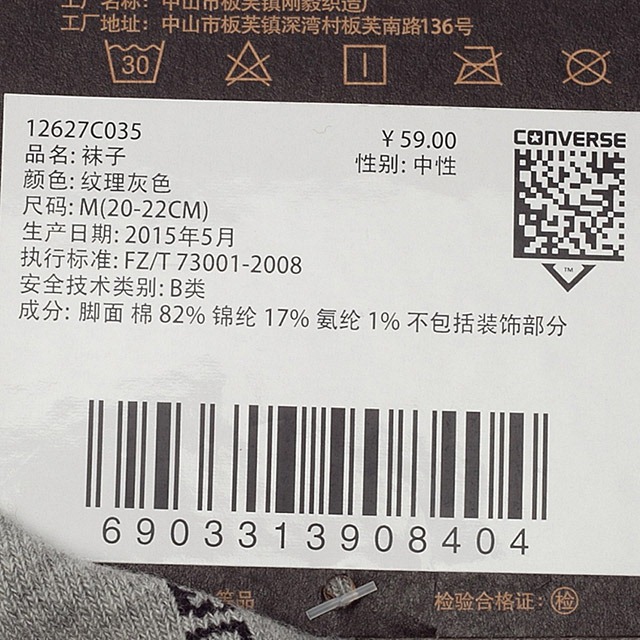 工厂名称: 中山市板芙镇刚毅织造厂
工厂地址: 中山市板芙镇深湾村板芙南路136号
30
12627C035
¥ 59.00
CONVERSE
品名: 袜子
性别: 中性
颜色: 纹理灰色
尺码: M(20-22CM)
生产日期: 2015年5月
执行标准: FZ/T 73001-2008
TM
安全技术类别: B类
成分: 脚面 棉 82% 锦纶 17% 氨纶 1% 不包括装饰部分
6903313908404
检验合格证: 检